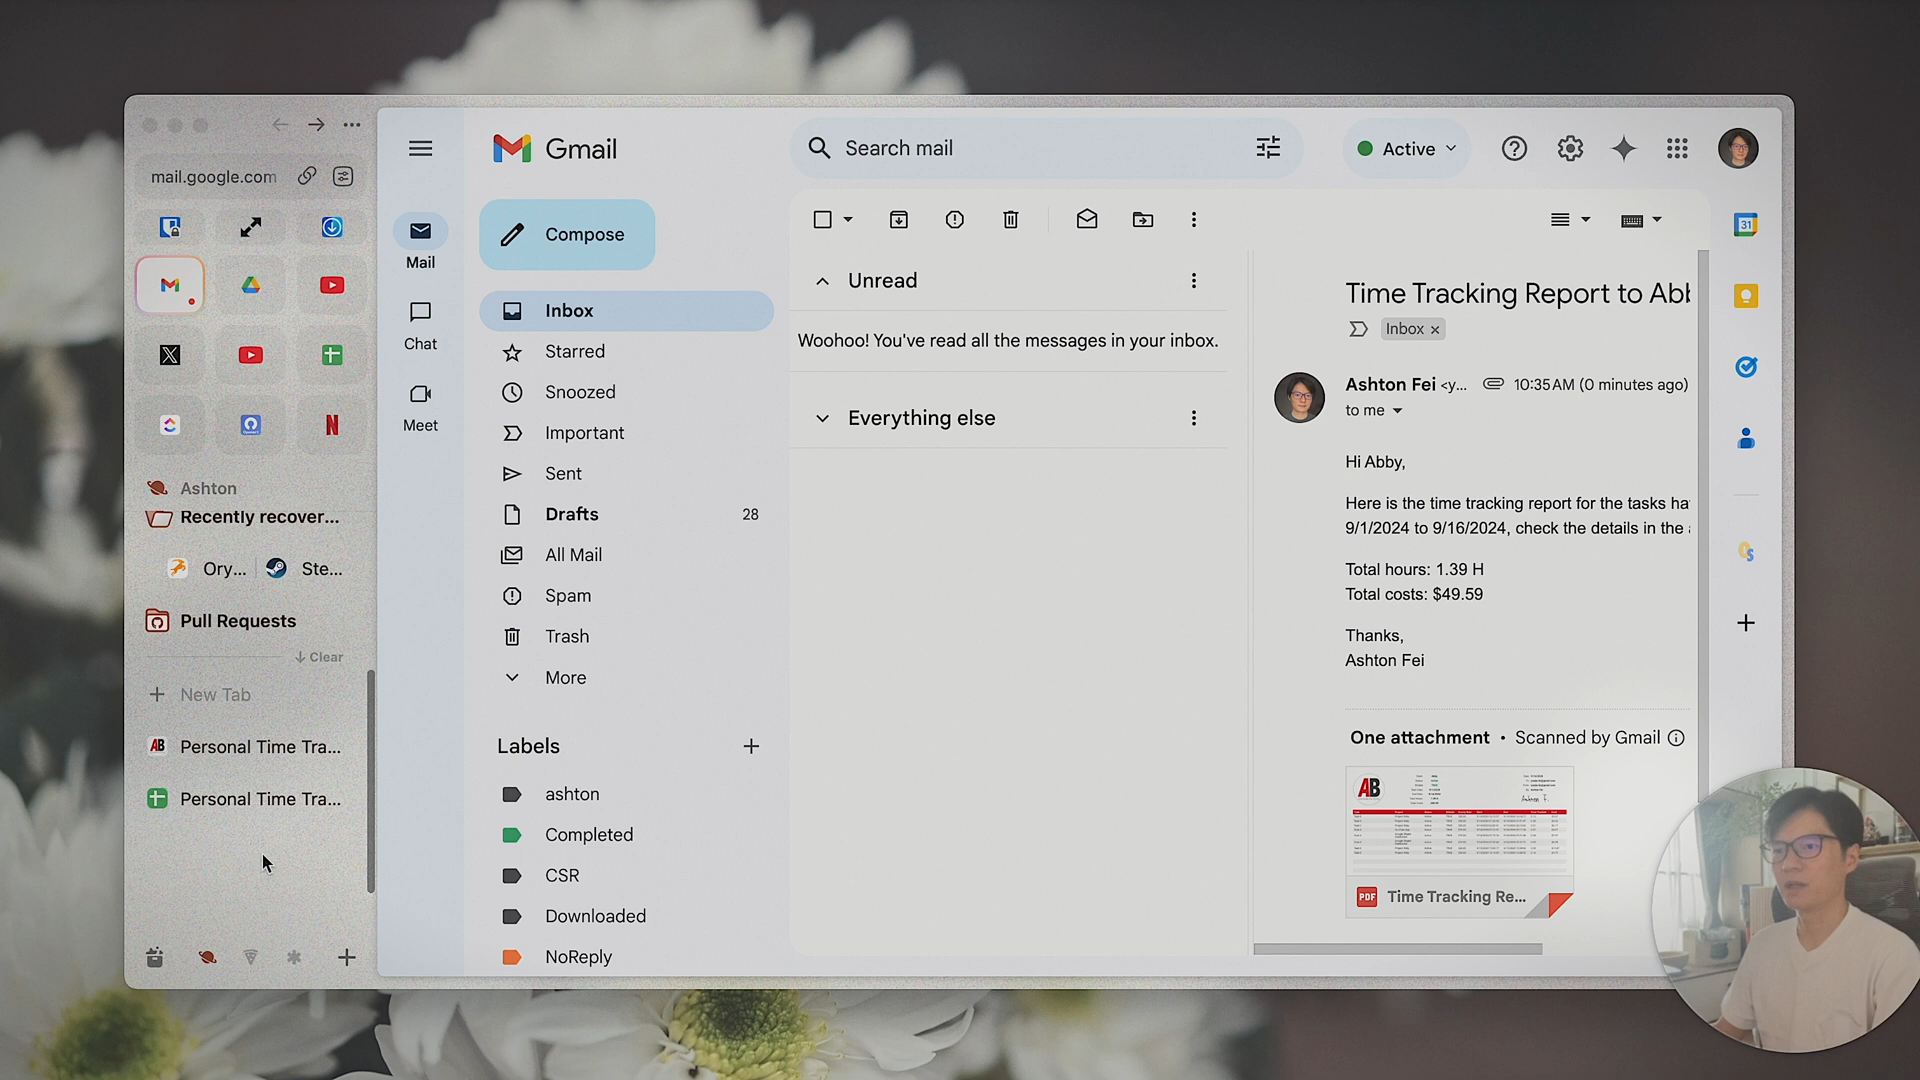 mail.google.com
Ashton
Recently recover...
Ory...
Ste...
Pull Requests
Clear
New Tab
Personal Time Tra...
Personal Time Tra...
Mail
Chat
Meet
Gmail
Compose
Inbox
Starred
Snoozed
Important
Sent
Drafts 28
All Mail
Spam
Trash
More
Labels
ashton
Completed
CSR
Downloaded
NoReply
Search mail
Active
Unread
Woohoo! You've read all the messages in your inbox.
Everything else
Time Tracking Report to Abb
Inbox ×
Ashton Fei <y... 10:35 AM (0 minutes ago)
to me
Hi Abby,
Here is the time tracking report for the tasks ha
9/1/2024 to 9/16/2024, check the details in the
Total hours: 1.39 H
Total costs: $49.59
Thanks,
Ashton Fei
One attachment • Scanned by Gmail
AB
PDF Time Tracking Re...
31